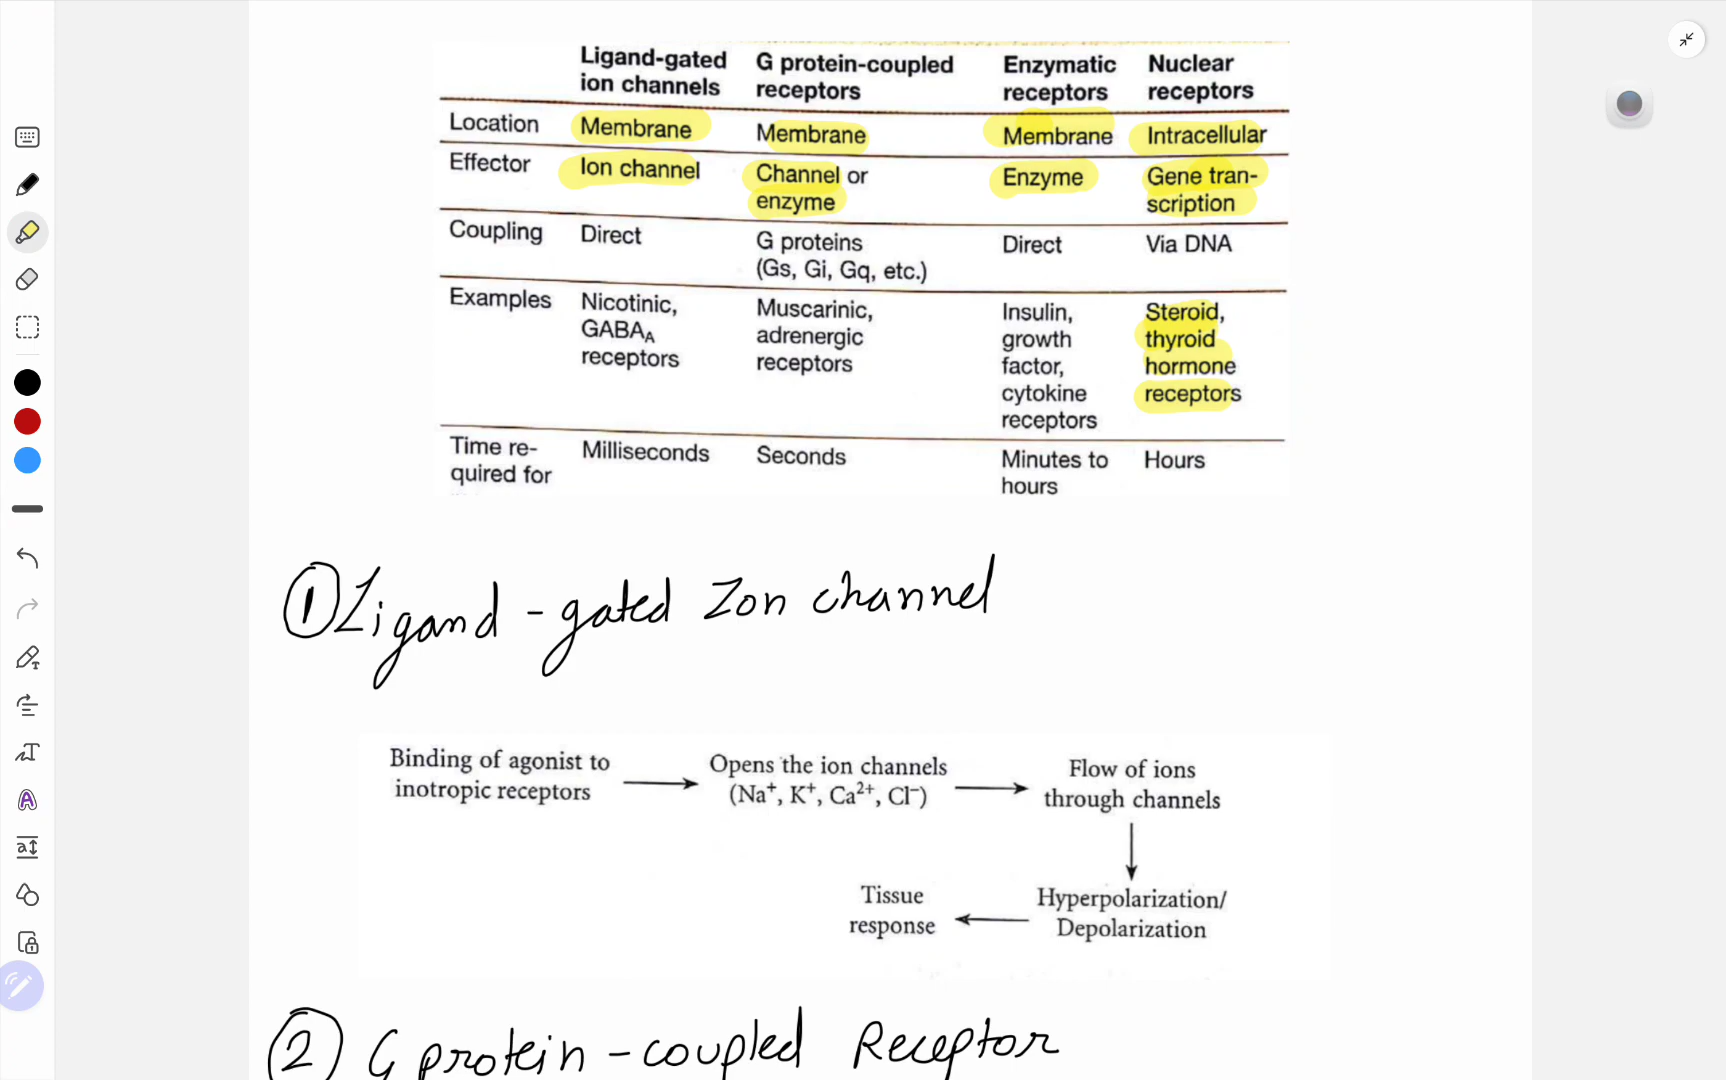 Ligand-gated ion channels G protein-coupled receptors Enzymatic receptors Nuclear receptors
Location Membrane Membrane Membrane Intracellular
Effector Ion channel Channel or enzyme Enzyme Gene tran-scription
Coupling Direct G proteins (Gs, Gi, Gq, etc.) Direct Via DNA
Examples Nicotinic, GABAA receptors Muscarinic, adrenergic receptors Insulin, growth factor, cytokine receptors Steroid, thyroid hormone receptors
Time re-quired for Milliseconds Seconds Minutes to hours Hours
① Ligand - gated Ion channel
Binding of agonist to inotropic receptors
Opens the ion channels (Na⁺, K⁺, Ca²⁺, Cl⁻)
Flow of ions through channels
Hyperpolarization/ Depolarization
Tissue response
② G protein - coupled Receptor